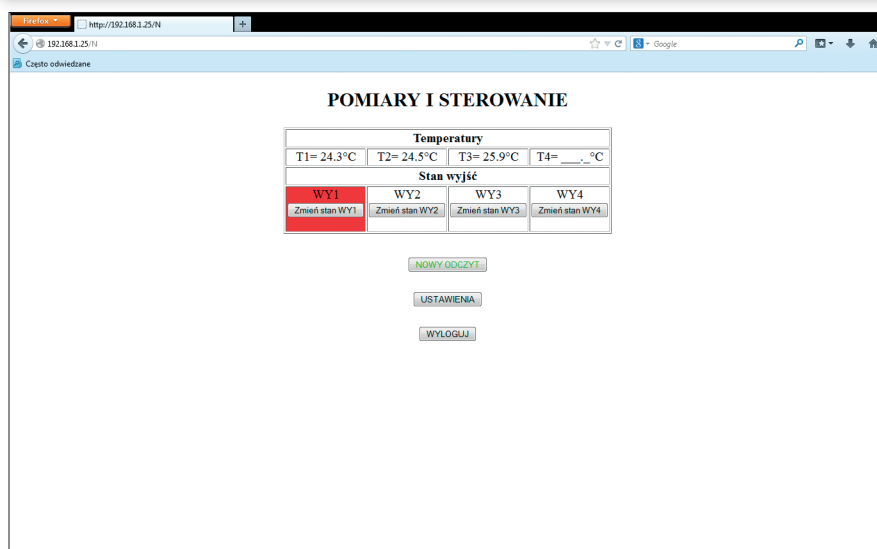 Firefox
http://192.168.1.25/N
+
192.168.1.25/N
Google
Często odwiedzane
POMIARY I STEROWANIE
Temperatury
T1= 24.3°C T2= 24.5°C T3= 25.9°C T4= ___._°C
Stan wyjść
WY1 WY2 WY3 WY4
Zmień stan WY1 Zmień stan WY2 Zmień stan WY3 Zmień stan WY4
NOWY ODCZYT
USTAWIENIA
WYLOGUJ